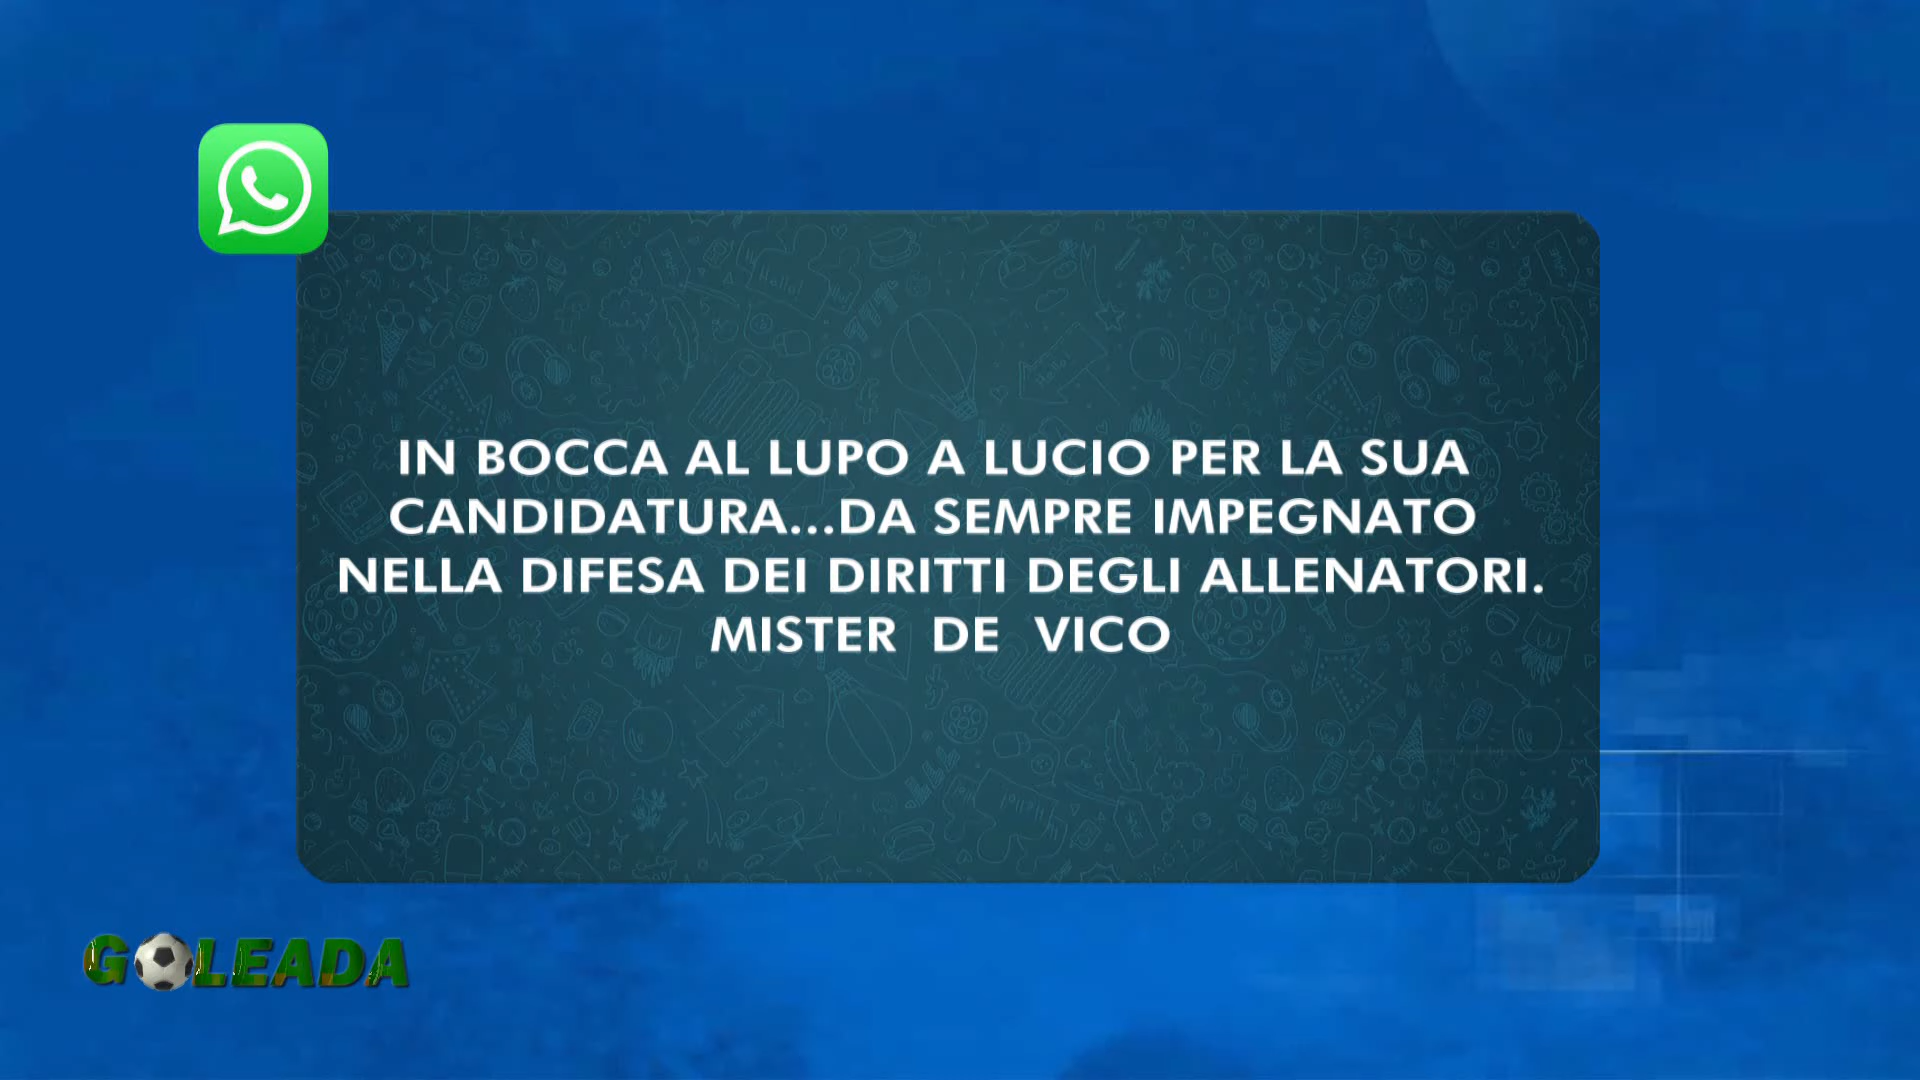 IN BOCCA AL LUPO A LUCIO PER LA SUA
CANDIDATURA...DA SEMPRE IMPEGNATO
NELLA DIFESA DEI DIRITTI DEGLI ALLENATORI.
MISTER DE VICO
GOLEADA